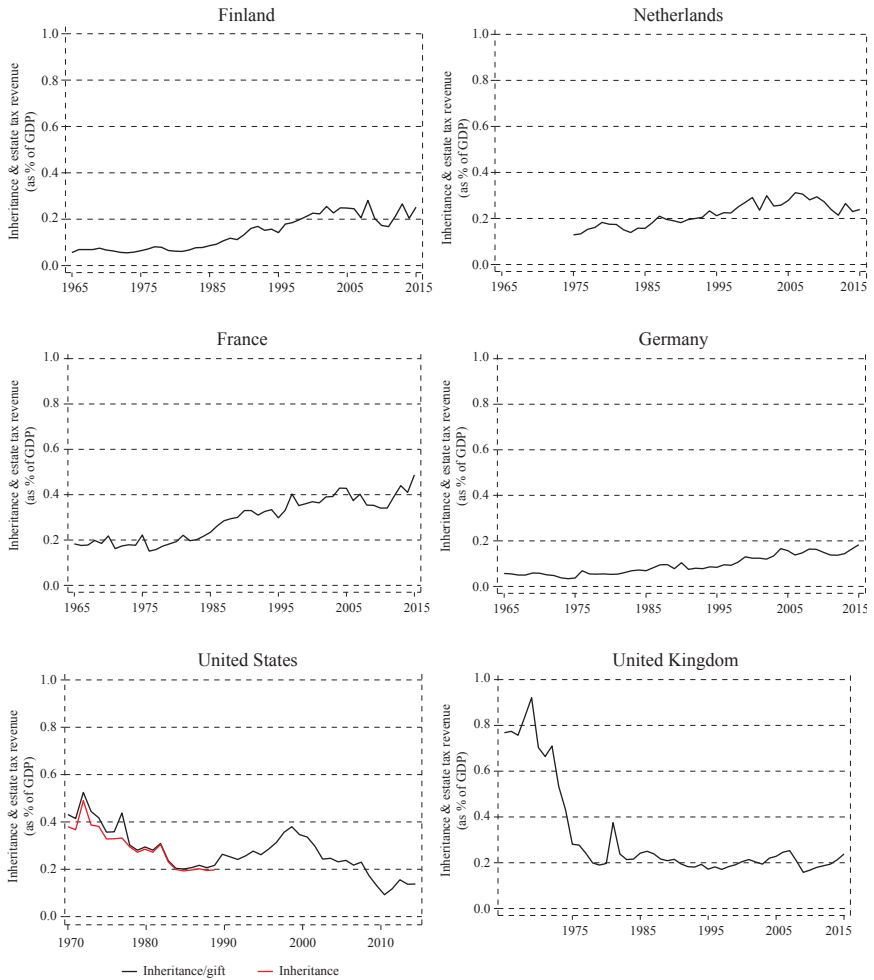 Finland
Inheritance & estate tax revenue
(as % of GDP)
1.0
0.8
0.6
0.4
0.2
0.0
1965 1975 1985 1995 2005 2015
Netherlands
Inheritance & estate tax revenue
(as % of GDP)
1.0
0.8
0.6
0.4
0.2
0.0
1965 1975 1985 1995 2005 2015
France
Inheritance & estate tax revenue
(as % of GDP)
1.0
0.8
0.6
0.4
0.2
0.0
1965 1975 1985 1995 2005 2015
Germany
Inheritance & estate tax revenue
(as % of GDP)
1.0
0.8
0.6
0.4
0.2
0.0
1965 1975 1985 1995 2005 2015
United States
Inheritance & estate tax revenue
(as % of GDP)
1.0
0.8
0.6
0.4
0.2
0.0
1970 1980 1990 2000 2010
United Kingdom
Inheritance & estate tax revenue
(as % of GDP)
1.0
0.8
0.6
0.4
0.2
0.0
1975 1985 1995 2005 2015
Inheritance/gift Inheritance